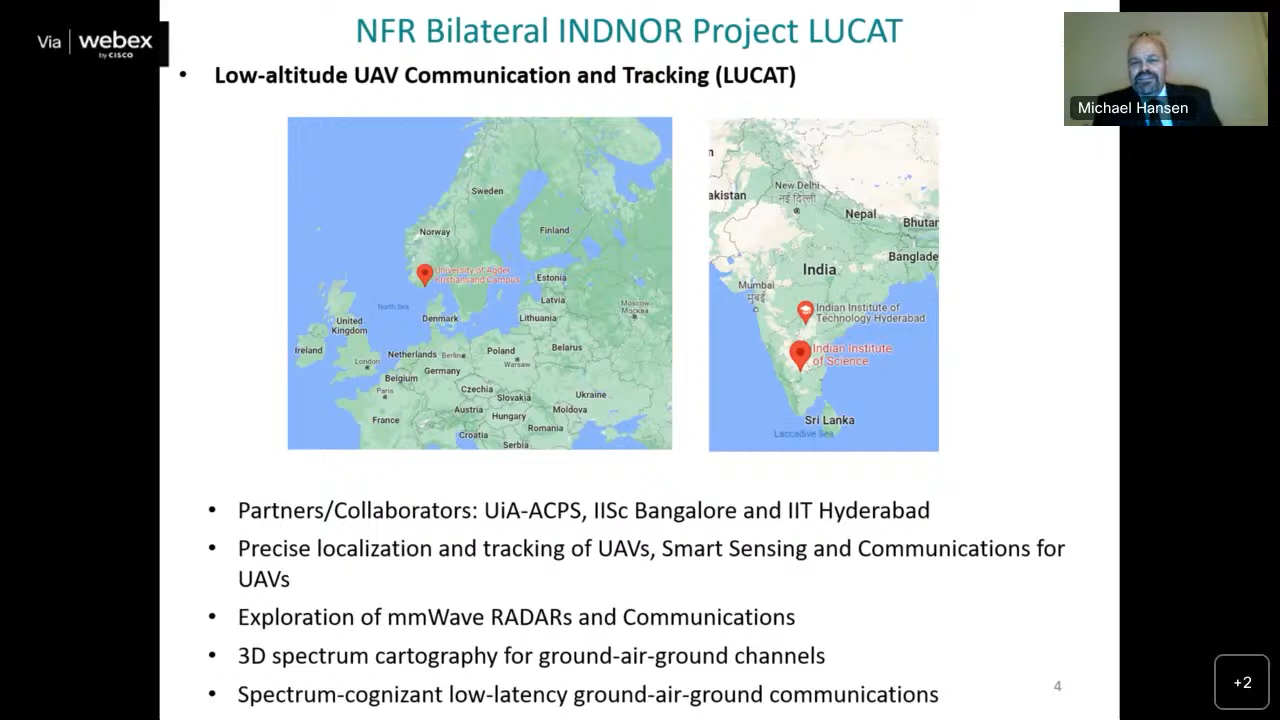 Via | webex
by CISCO
NFR Bilateral INDNOR Project LUCAT
Michael Hansen
• Low-altitude UAV Communication and Tracking (LUCAT)
Sweden
Norway
Finland
University of Agder
Kristiansand Campus
Estonia
North Sea
Latvia
Moscow
Москва
Denmark
Lithuania
United
Kingdom
Ireland
London
Netherlands
Berlin
Poland
Belarus
Warsaw
Belgium
Germany
Paris
Czechia
Ukraine
Slovakia
France
Austria
Hungary
Moldova
Romania
Croatia
Serbia
n
New Delhi
नई दिल्ली
akistan
Nepal
Bhutar
Banglade
India
Mumbai
मुंबई
Indian Institute of
Technology Hyderabad
Indian Institute
of Science
Sri Lanka
Laccadive Sea
• Partners/Collaborators: UiA-ACPS, IISc Bangalore and IIT Hyderabad
• Precise localization and tracking of UAVs, Smart Sensing and Communications for
UAVs
• Exploration of mmWave RADARs and Communications
• 3D spectrum cartography for ground-air-ground channels
• Spectrum-cognizant low-latency ground-air-ground communications
4
+2